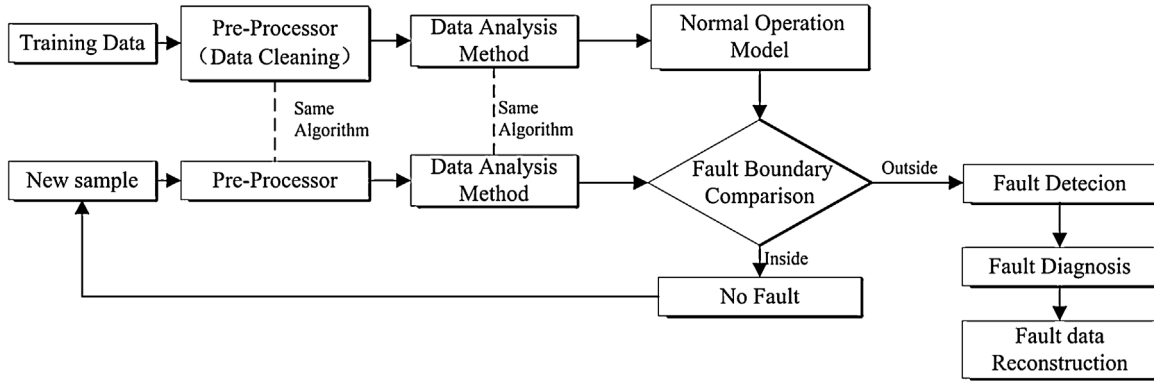 Training Data
Pre-Processor
（Data Cleaning）
Data Analysis
Method
Normal Operation
Model
Same
Algorithm
Same
Algorithm
New sample
Pre-Processor
Data Analysis
Method
Fault Boundary
Comparison
Outside
Fault Detecion
Inside
No Fault
Fault Diagnosis
Fault data
Reconstruction